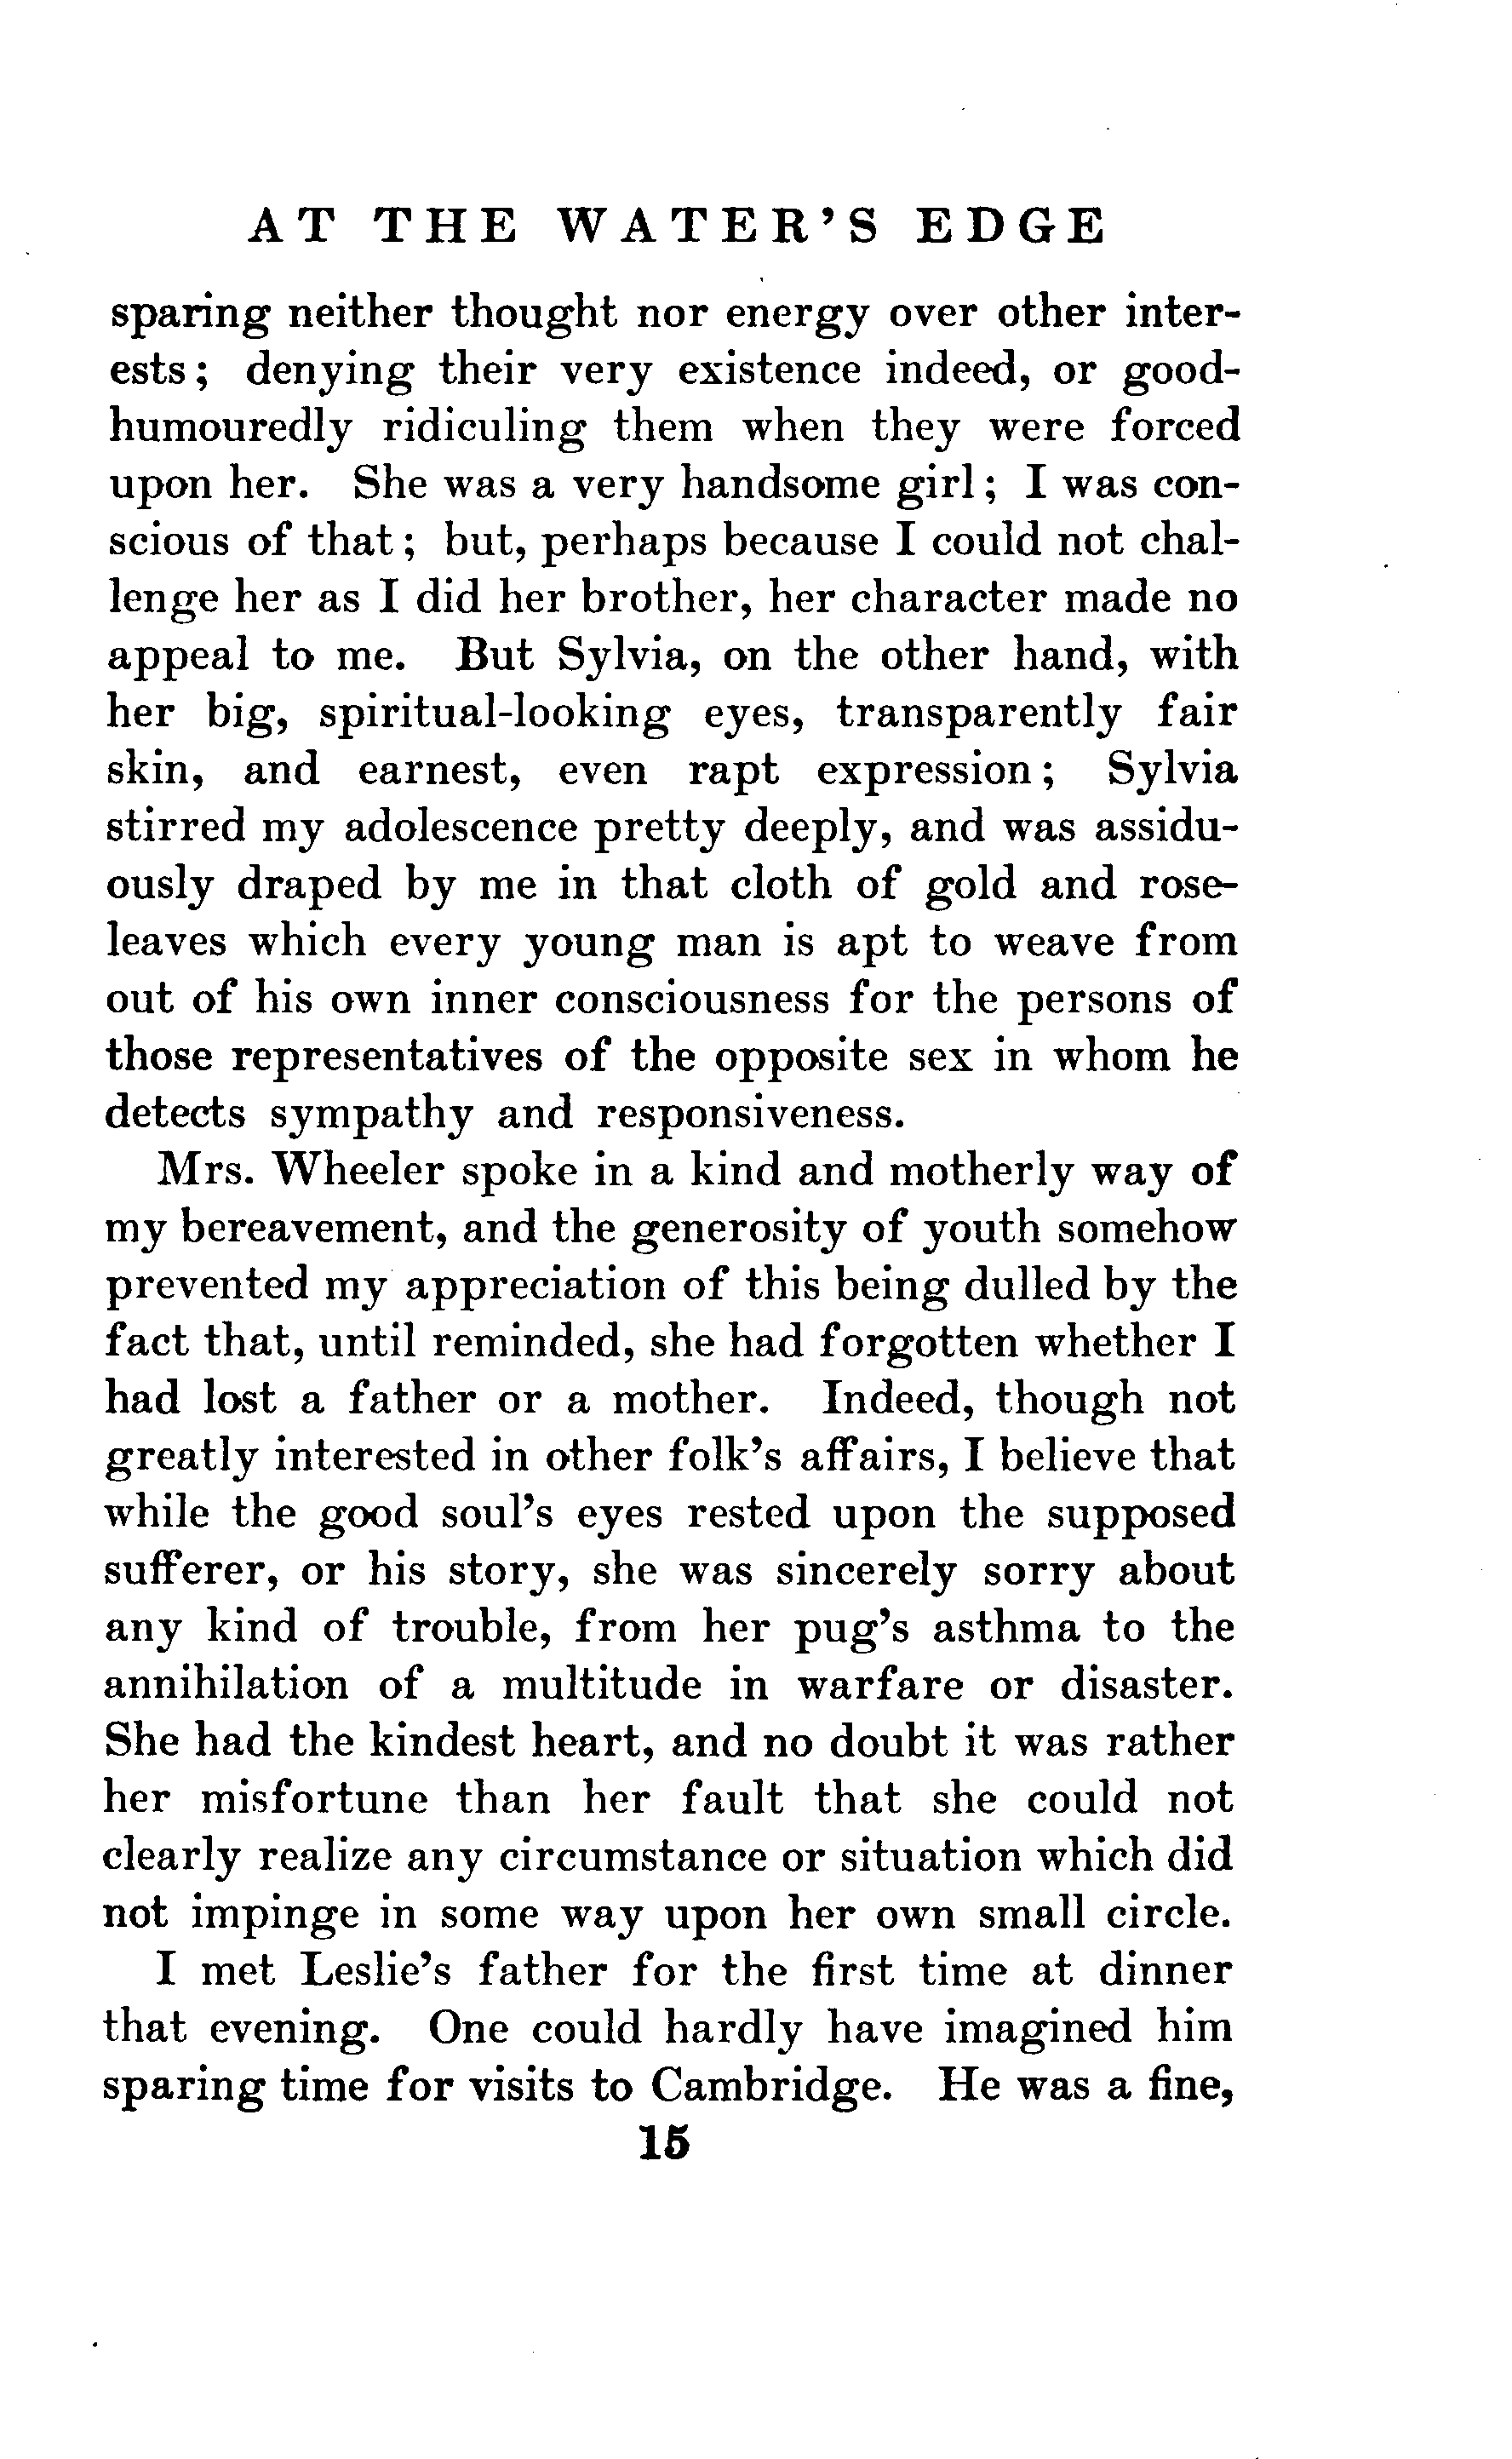 AT THE WATER'S EDGE
sparing neither thought nor energy over other inter-
ests; denying their very existence indeed, or good-
humouredly ridiculing them when they were forced
upon her. She was a very handsome girl; I was con-
scious of that; but, perhaps because I could not chal-
lenge her as I did her brother, her character made no
appeal to me. But Sylvia, on the other hand, with
her big, spiritual-looking eyes, transparently fair
skin, and earnest, even rapt expression; Sylvia
stirred my adolescence pretty deeply, and was assidu-
ously draped by me in that cloth of gold and rose-
leaves which every young man is apt to weave from
out of his own inner consciousness for the persons of
those representatives of the opposite sex in whom he
detects sympathy and responsiveness.
Mrs. Wheeler spoke in a kind and motherly way of
my bereavement, and the generosity of youth somehow
prevented my appreciation of this being dulled by the
fact that, until reminded, she had forgotten whether I
had lost a father or a mother. Indeed, though not
greatly interested in other folk's affairs, I believe that
while the good soul's eyes rested upon the supposed
sufferer, or his story, she was sincerely sorry about
any kind of trouble, from her pug's asthma to the
annihilation of a multitude in warfare or disaster.
She had the kindest heart, and no doubt it was rather
her misfortune than her fault that she could not
clearly realize any circumstance or situation which did
not impinge in some way upon her own small circle.
I met Leslie's father for the first time at dinner
that evening. One could hardly have imagined him
sparing time for visits to Cambridge. He was a fine,
15